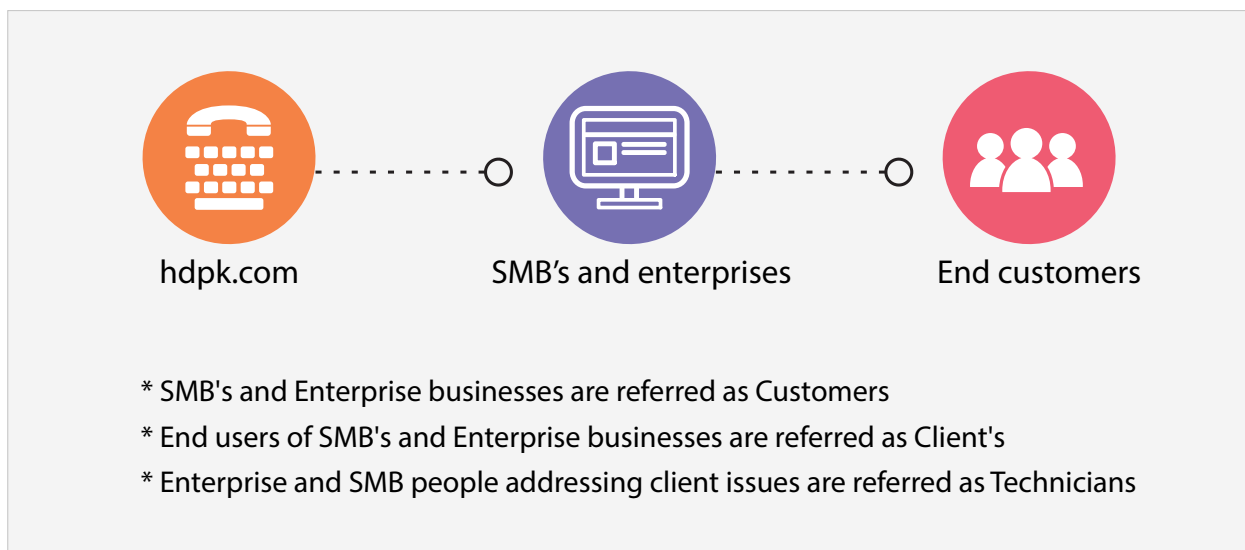 hdpk.com
SMB’s and enterprises
End customers
* SMB's and Enterprise businesses are referred as Customers
* End users of SMB's and Enterprise businesses are referred as Client's
* Enterprise and SMB people addressing client issues are referred as Technicians